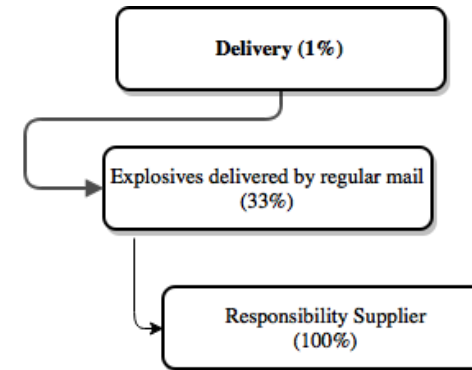 Delivery (1%)
Explosives delivered by regular mail
(33%)
Responsibility Supplier
(100%)